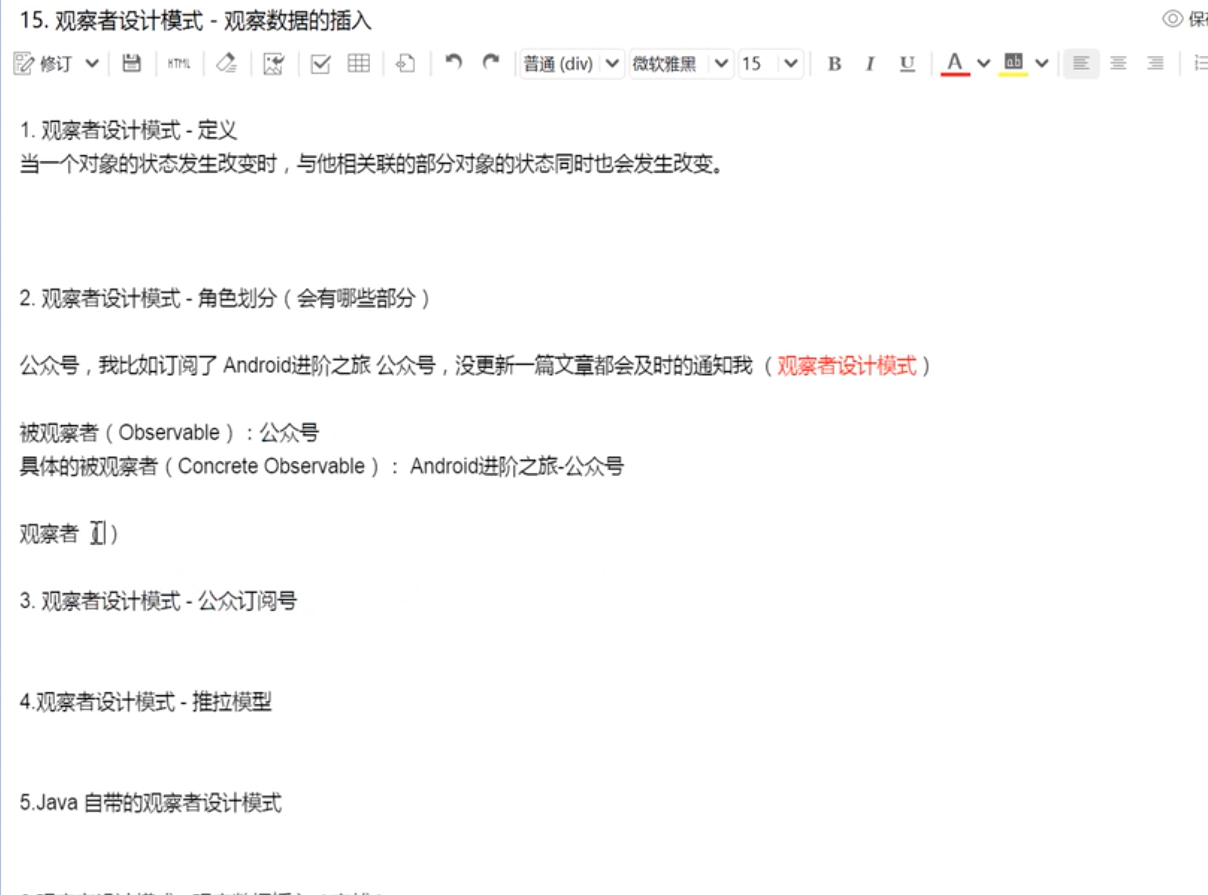 15. 观察者设计模式 - 观察数据的插入
修订 HTML 普通 (div) 微软雅黑 15 B I U A ab
1. 观察者设计模式 - 定义
当一个对象的状态发生改变时，与他相关联的部分对象的状态同时也会发生改变。
2. 观察者设计模式 - 角色划分（会有哪些部分）
公众号，我比如订阅了 Android进阶之旅 公众号，没更新一篇文章都会及时的通知我（观察者设计模式）
被观察者（Observable）：公众号
具体的被观察者（Concrete Observable）： Android进阶之旅-公众号
观察者（）
3. 观察者设计模式 - 公众订阅号
4.观察者设计模式 - 推拉模型
5.Java 自带的观察者设计模式